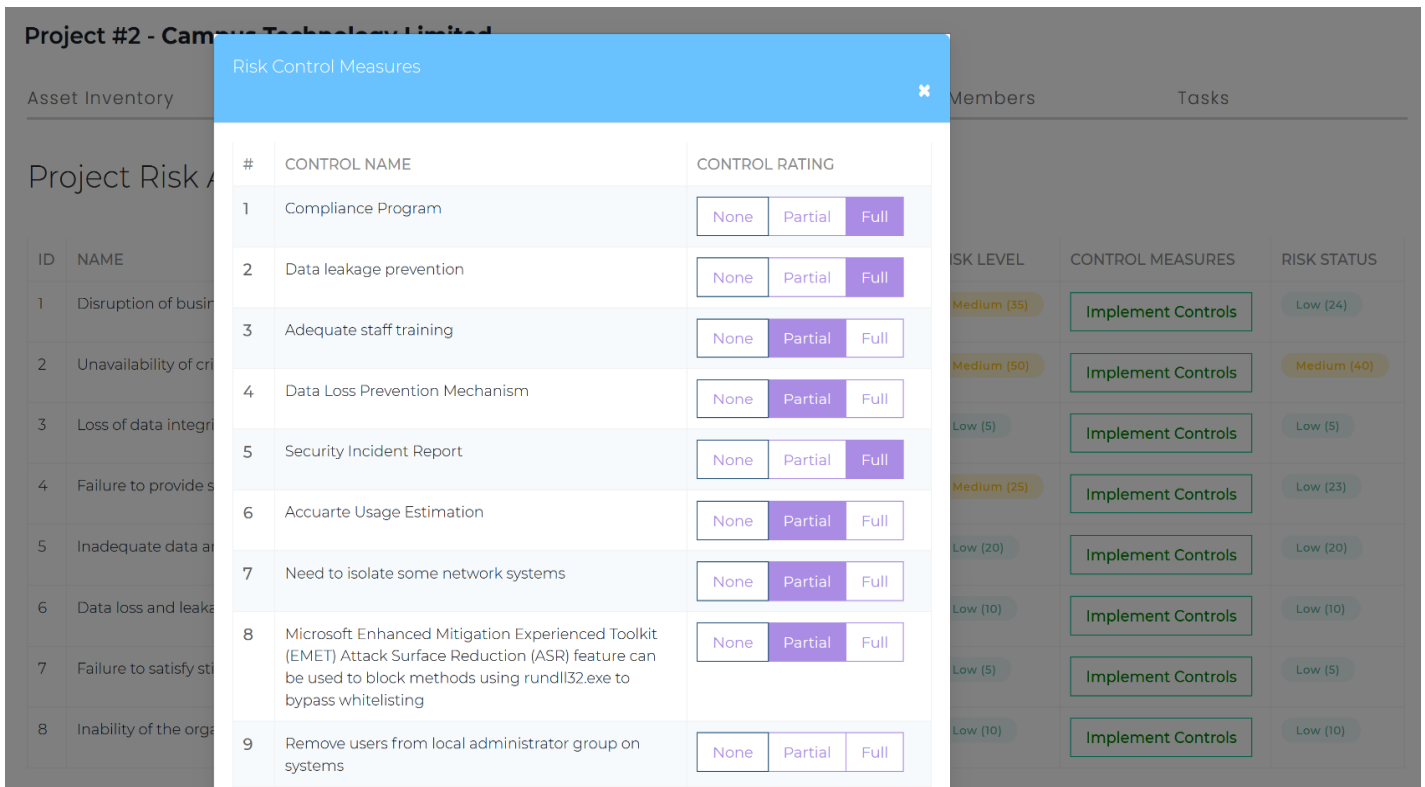 Project #2 - Campus Technology Limited
Risk Control Measures
Asset Inventory
Members
Tasks
Project Risk
# CONTROL NAME CONTROL RATING
1 Compliance Program None Partial Full
2 Data leakage prevention None Partial Full
3 Adequate staff training None Partial Full
4 Data Loss Prevention Mechanism None Partial Full
5 Security Incident Report None Partial Full
6 Accuarte Usage Estimation None Partial Full
7 Need to isolate some network systems None Partial Full
8 Microsoft Enhanced Mitigation Experienced Toolkit None Partial Full
(EMET) Attack Surface Reduction (ASR) feature can
be used to block methods using rundll32.exe to
bypass whitelisting
9 Remove users from local administrator group on None Partial Full
systems
ID NAME
1 Disruption of
2 Unavailability of
3 Loss of data
4 Failure to provide
5 Inadequate data
6 Data loss and
7 Failure to satisfy
8 Inability of the
LEVEL CONTROL MEASURES RISK STATUS
Medium (35) Implement Controls Low (24)
Medium (50) Implement Controls Medium (40)
Low (5) Implement Controls Low (5)
Medium (25) Implement Controls Low (23)
Low (20) Implement Controls Low (20)
Low (10) Implement Controls Low (10)
Low (5) Implement Controls Low (5)
Low (10) Implement Controls Low (10)